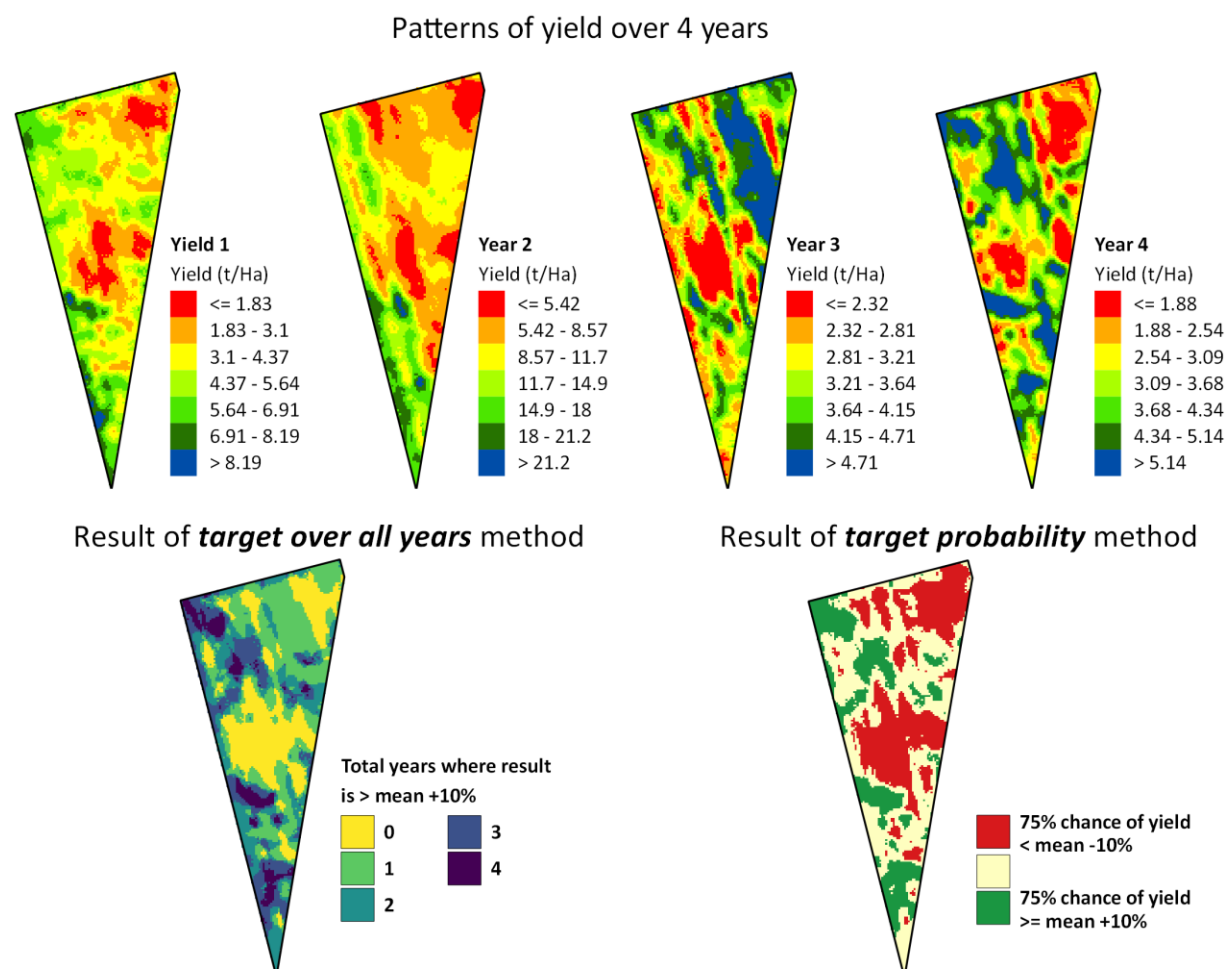 Patterns of yield over 4 years
Yield 1
Yield (t/Ha)
<= 1.83
1.83 - 3.1
3.1 - 4.37
4.37 - 5.64
5.64 - 6.91
6.91 - 8.19
> 8.19
Year 2
Yield (t/Ha)
<= 5.42
5.42 - 8.57
8.57 - 11.7
11.7 - 14.9
14.9 - 18
18 - 21.2
> 21.2
Year 3
Yield (t/Ha)
<= 2.32
2.32 - 2.81
2.81 - 3.21
3.21 - 3.64
3.64 - 4.15
4.15 - 4.71
> 4.71
Year 4
Yield (t/Ha)
<= 1.88
1.88 - 2.54
2.54 - 3.09
3.09 - 3.68
3.68 - 4.34
4.34 - 5.14
> 5.14
Result of target over all years method
Total years where result
is > mean +10%
0
1
2
3
4
Result of target probability method
75% chance of yield
< mean -10%
75% chance of yield
>= mean +10%